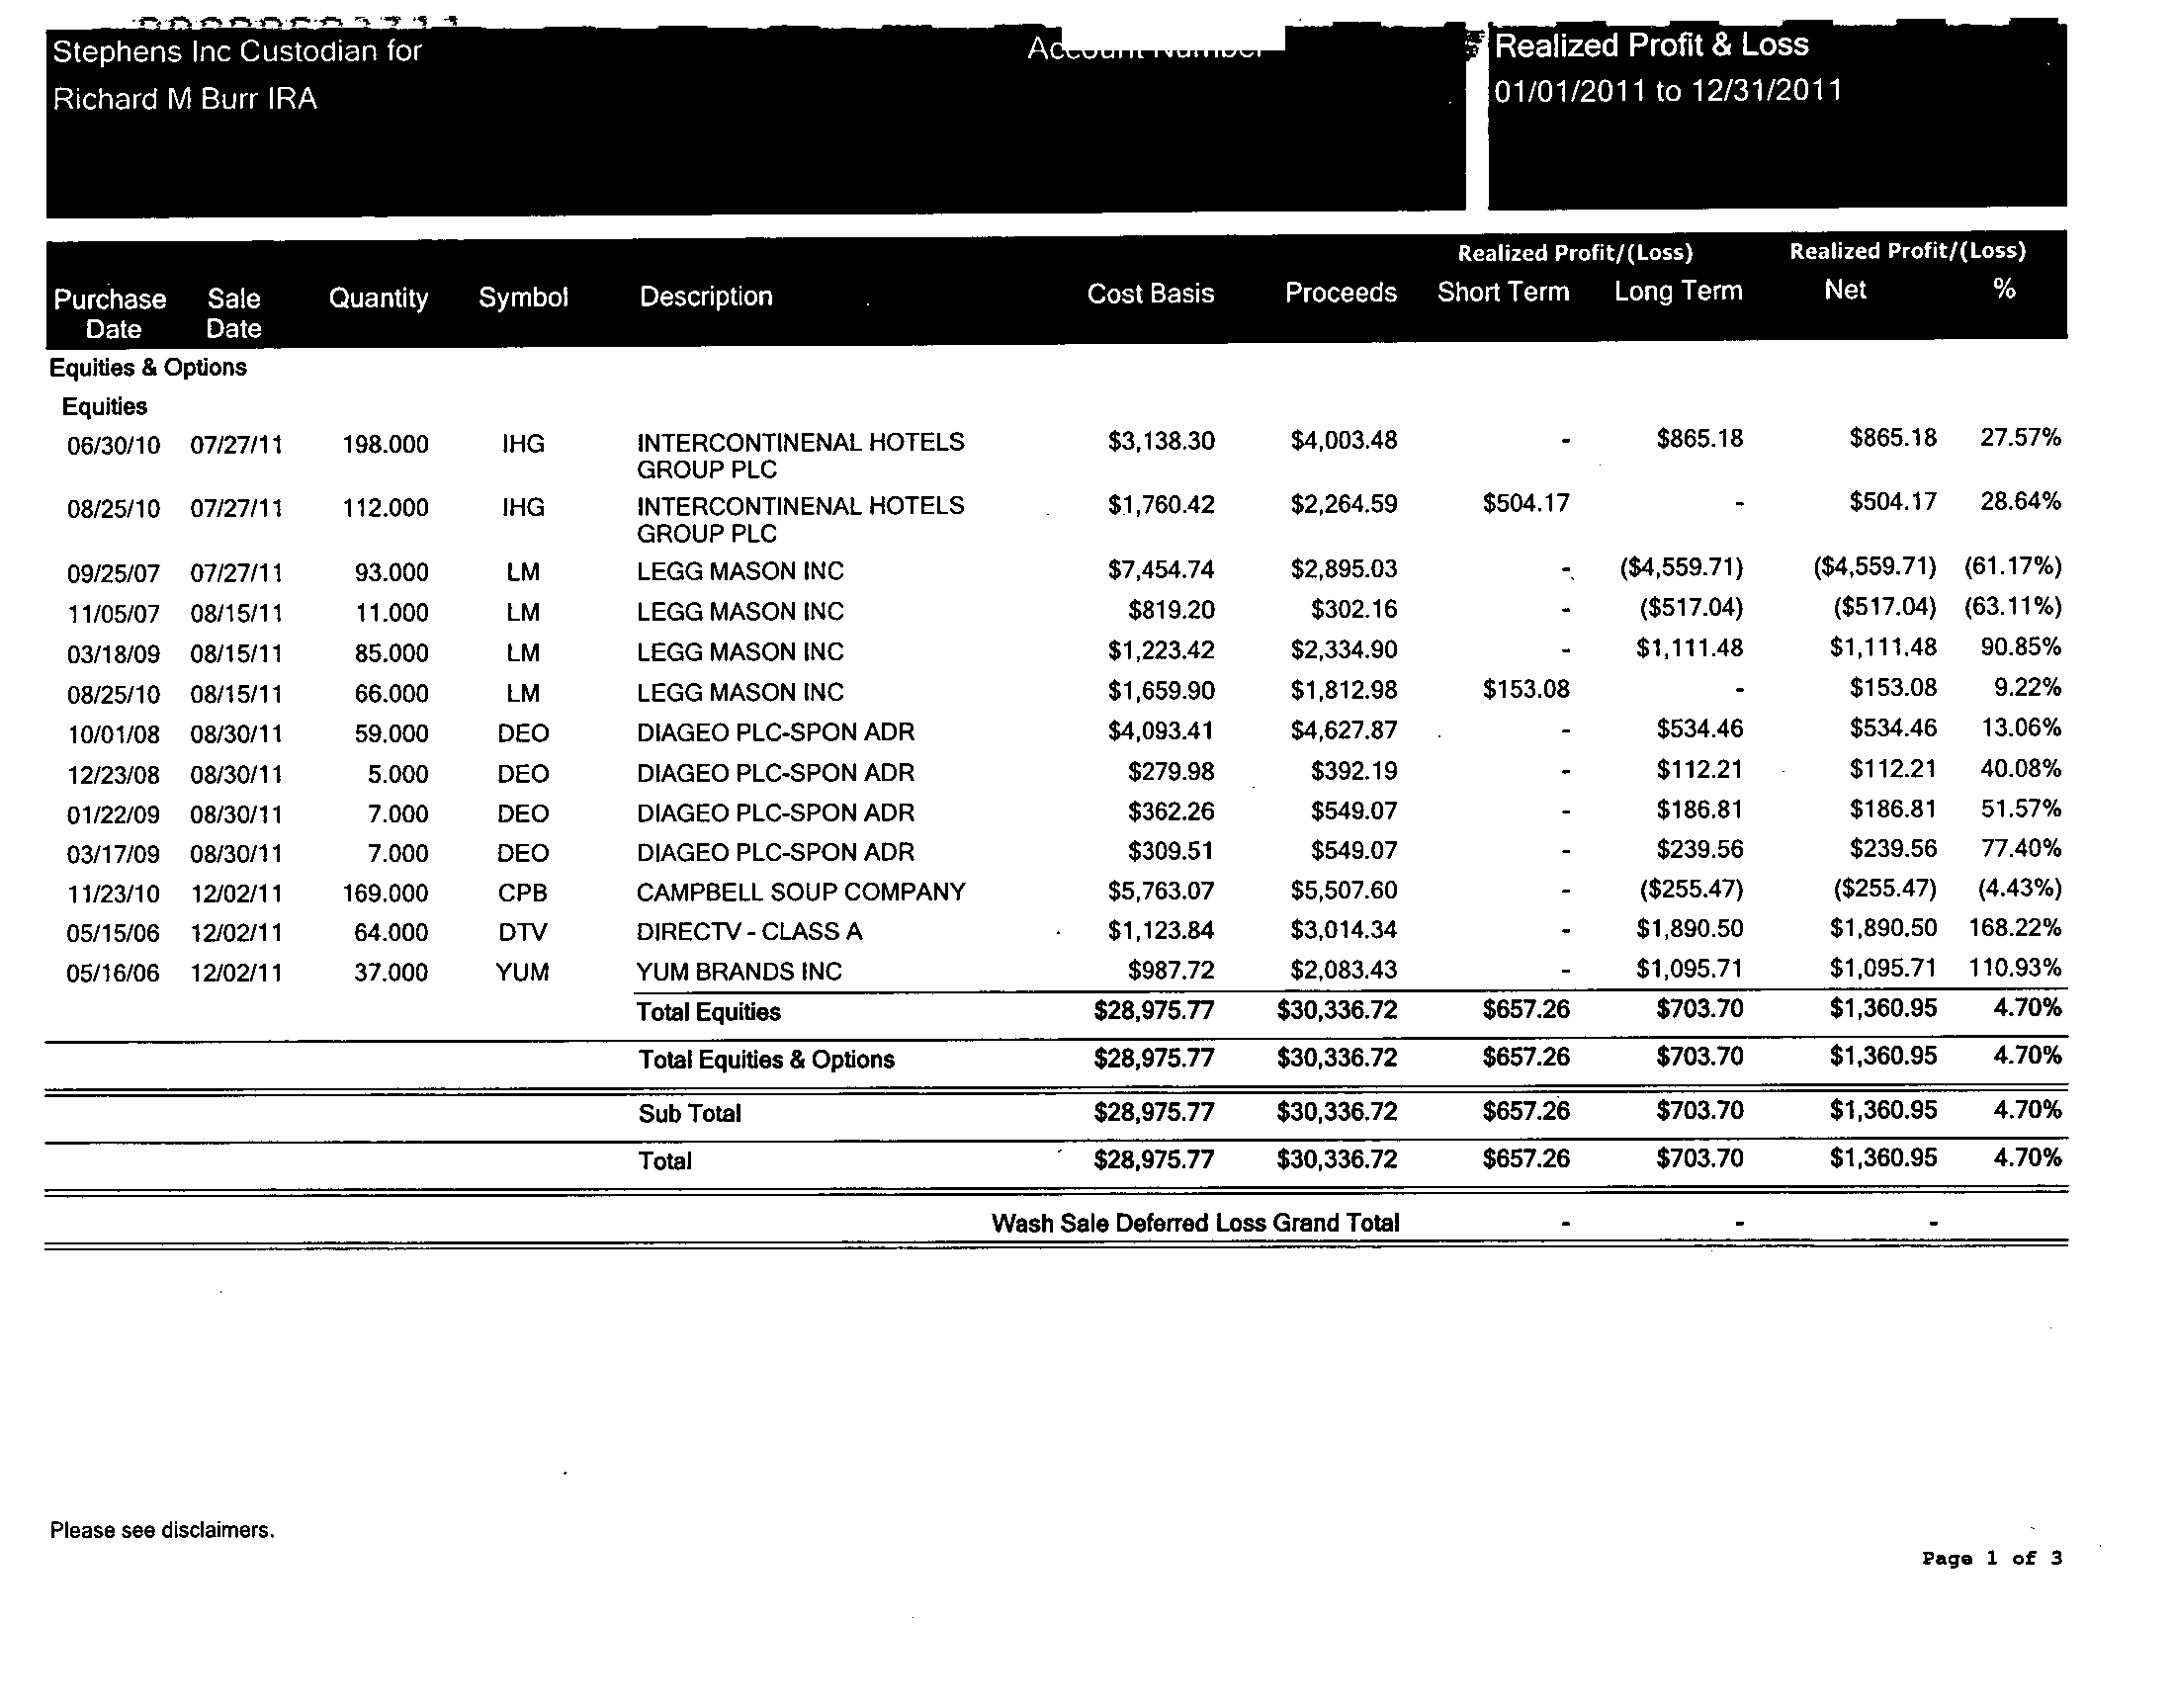 Stephens Inc Custodian for
Richard M Burr IRA
Account Number
Realized Profit & Loss
01/01/2011 to 12/31/2011
Realized Profit/(Loss) Realized Profit/(Loss)
Purchase Date Sale Date Quantity Symbol Description Cost Basis Proceeds Short Term Long Term Net %
Equities & Options
Equities
06/30/10 07/27/11 198.000 IHG INTERCONTINENAL HOTELS $3,138.30 $4,003.48 - $865.18 $865.18 27.57%
GROUP PLC
08/25/10 07/27/11 112.000 IHG INTERCONTINENAL HOTELS $1,760.42 $2,264.59 $504.17 - $504.17 28.64%
GROUP PLC
09/25/07 07/27/11 93.000 LM LEGG MASON INC $7,454.74 $2,895.03 - ($4,559.71) ($4,559.71) (61.17%)
11/05/07 08/15/11 11.000 LM LEGG MASON INC $819.20 $302.16 - ($517.04) ($517.04) (63.11%)
03/18/09 08/15/11 85.000 LM LEGG MASON INC $1,223.42 $2,334.90 - $1,111.48 $1,111.48 90.85%
08/25/10 08/15/11 66.000 LM LEGG MASON INC $1,659.90 $1,812.98 $153.08 - $153.08 9.22%
10/01/08 08/30/11 59.000 DEO DIAGEO PLC-SPON ADR $4,093.41 $4,627.87 - $534.46 $534.46 13.06%
12/23/08 08/30/11 5.000 DEO DIAGEO PLC-SPON ADR $279.98 $392.19 - $112.21 $112.21 40.08%
01/22/09 08/30/11 7.000 DEO DIAGEO PLC-SPON ADR $362.26 $549.07 - $186.81 $186.81 51.57%
03/17/09 08/30/11 7.000 DEO DIAGEO PLC-SPON ADR $309.51 $549.07 - $239.56 $239.56 77.40%
11/23/10 12/02/11 169.000 CPB CAMPBELL SOUP COMPANY $5,763.07 $5,507.60 - ($255.47) ($255.47) (4.43%)
05/15/06 12/02/11 64.000 DTV DIRECTV - CLASS A $1,123.84 $3,014.34 - $1,890.50 $1,890.50 168.22%
05/16/06 12/02/11 37.000 YUM YUM BRANDS INC $987.72 $2,083.43 - $1,095.71 $1,095.71 110.93%
Total Equities $28,975.77 $30,336.72 $657.26 $703.70 $1,360.95 4.70%
Total Equities & Options $28,975.77 $30,336.72 $657.26 $703.70 $1,360.95 4.70%
Sub Total $28,975.77 $30,336.72 $657.26 $703.70 $1,360.95 4.70%
Total $28,975.77 $30,336.72 $657.26 $703.70 $1,360.95 4.70%
Wash Sale Deferred Loss Grand Total - - -
Please see disclaimers.
Page 1 of 3